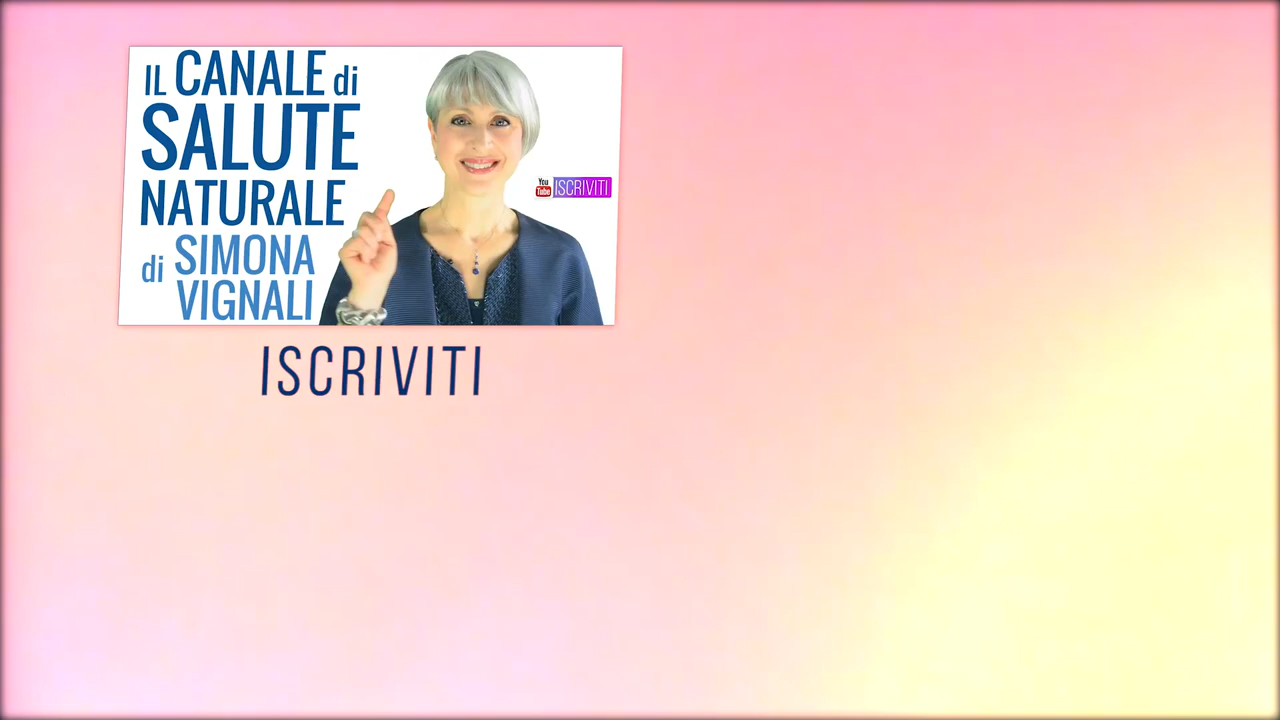 IL CANALE di
SALUTE
NATURALE
di SIMONA
VIGNALI
You
Tube ISCRIVITI
ISCRIVITI